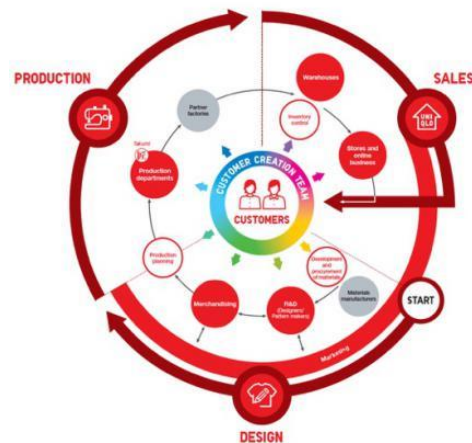 PRODUCTION
SALES
DESIGN
START
UNI
QLO
Warehouses
Inventory
control
Stores and
online
business
Partner
factories
Takumi
Production
departments
Production
planning
Merchandising
R&D
(Designers/
Pattern makers)
Development
and
procurement
of materials
Materials
manufacturers
Marketing
CUSTOMER CREATION TEAM
CUSTOMERS